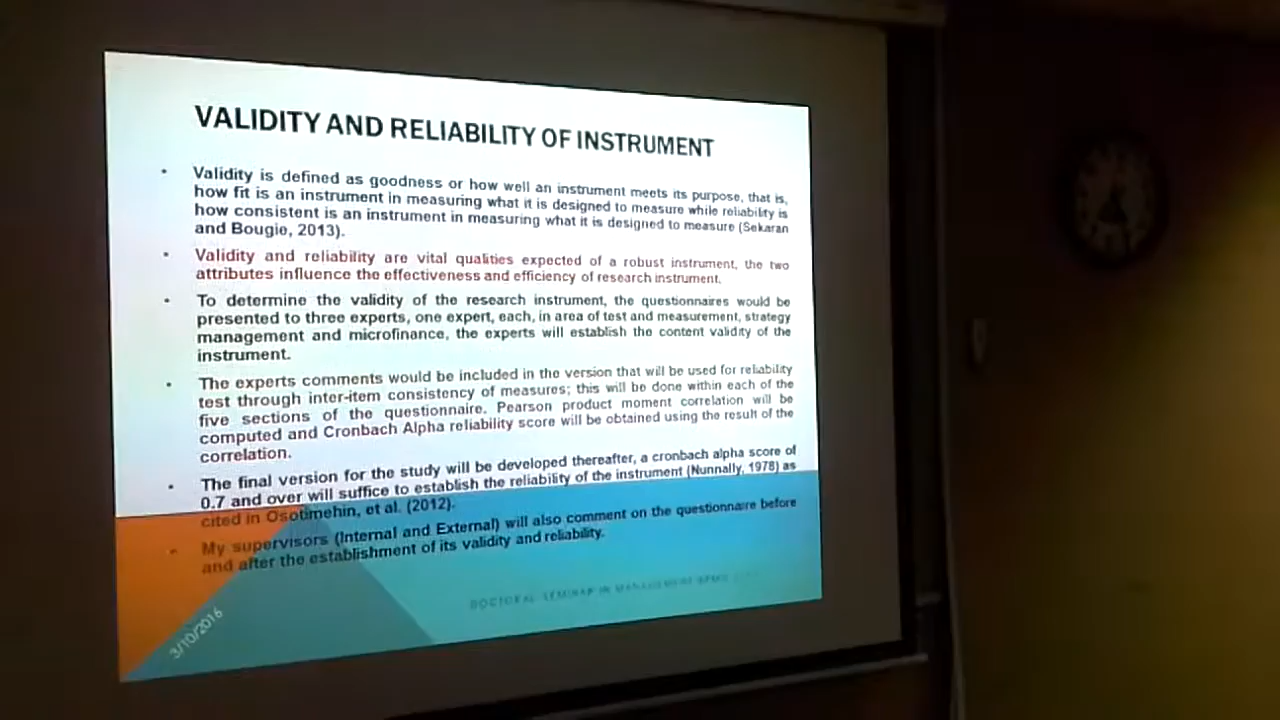 VALIDITY AND RELIABILITY OF INSTRUMENT
• Validity is defined as goodness or how well an instrument meets its purpose, that is,
how fit is an instrument in measuring what it is designed to measure while reliability is
how consistent is an instrument in measuring what it is designed to measure (Sekaran
and Bougie, 2013).
• Validity and reliability are vital qualities expected of a robust instrument, the two
attributes influence the effectiveness and efficiency of research instrument.
• To determine the validity of the research instrument, the questionnaires would be
presented to three experts, one expert, each, in area of test and measurement, strategy
management and microfinance, the experts will establish the content validity of the
instrument.
• The experts comments would be included in the version that will be used for reliability
test through inter-item consistency of measures; this will be done within each of the
five sections of the questionnaire. Pearson product moment correlation will be
computed and Cronbach Alpha reliability score will be obtained using the result of the
correlation.
• The final version for the study will be developed thereafter, a cronbach alpha score of
0.7 and over will suffice to establish the reliability of the instrument (Nunnally, 1978) as
cited in Osotimehin, et al. (2012).
• My supervisors (Internal and External) will also comment on the questionnaire before
and after the establishment of its validity and reliability.
DOCTORAL SEMINAR IN MANAGEMENT
3/10/2016